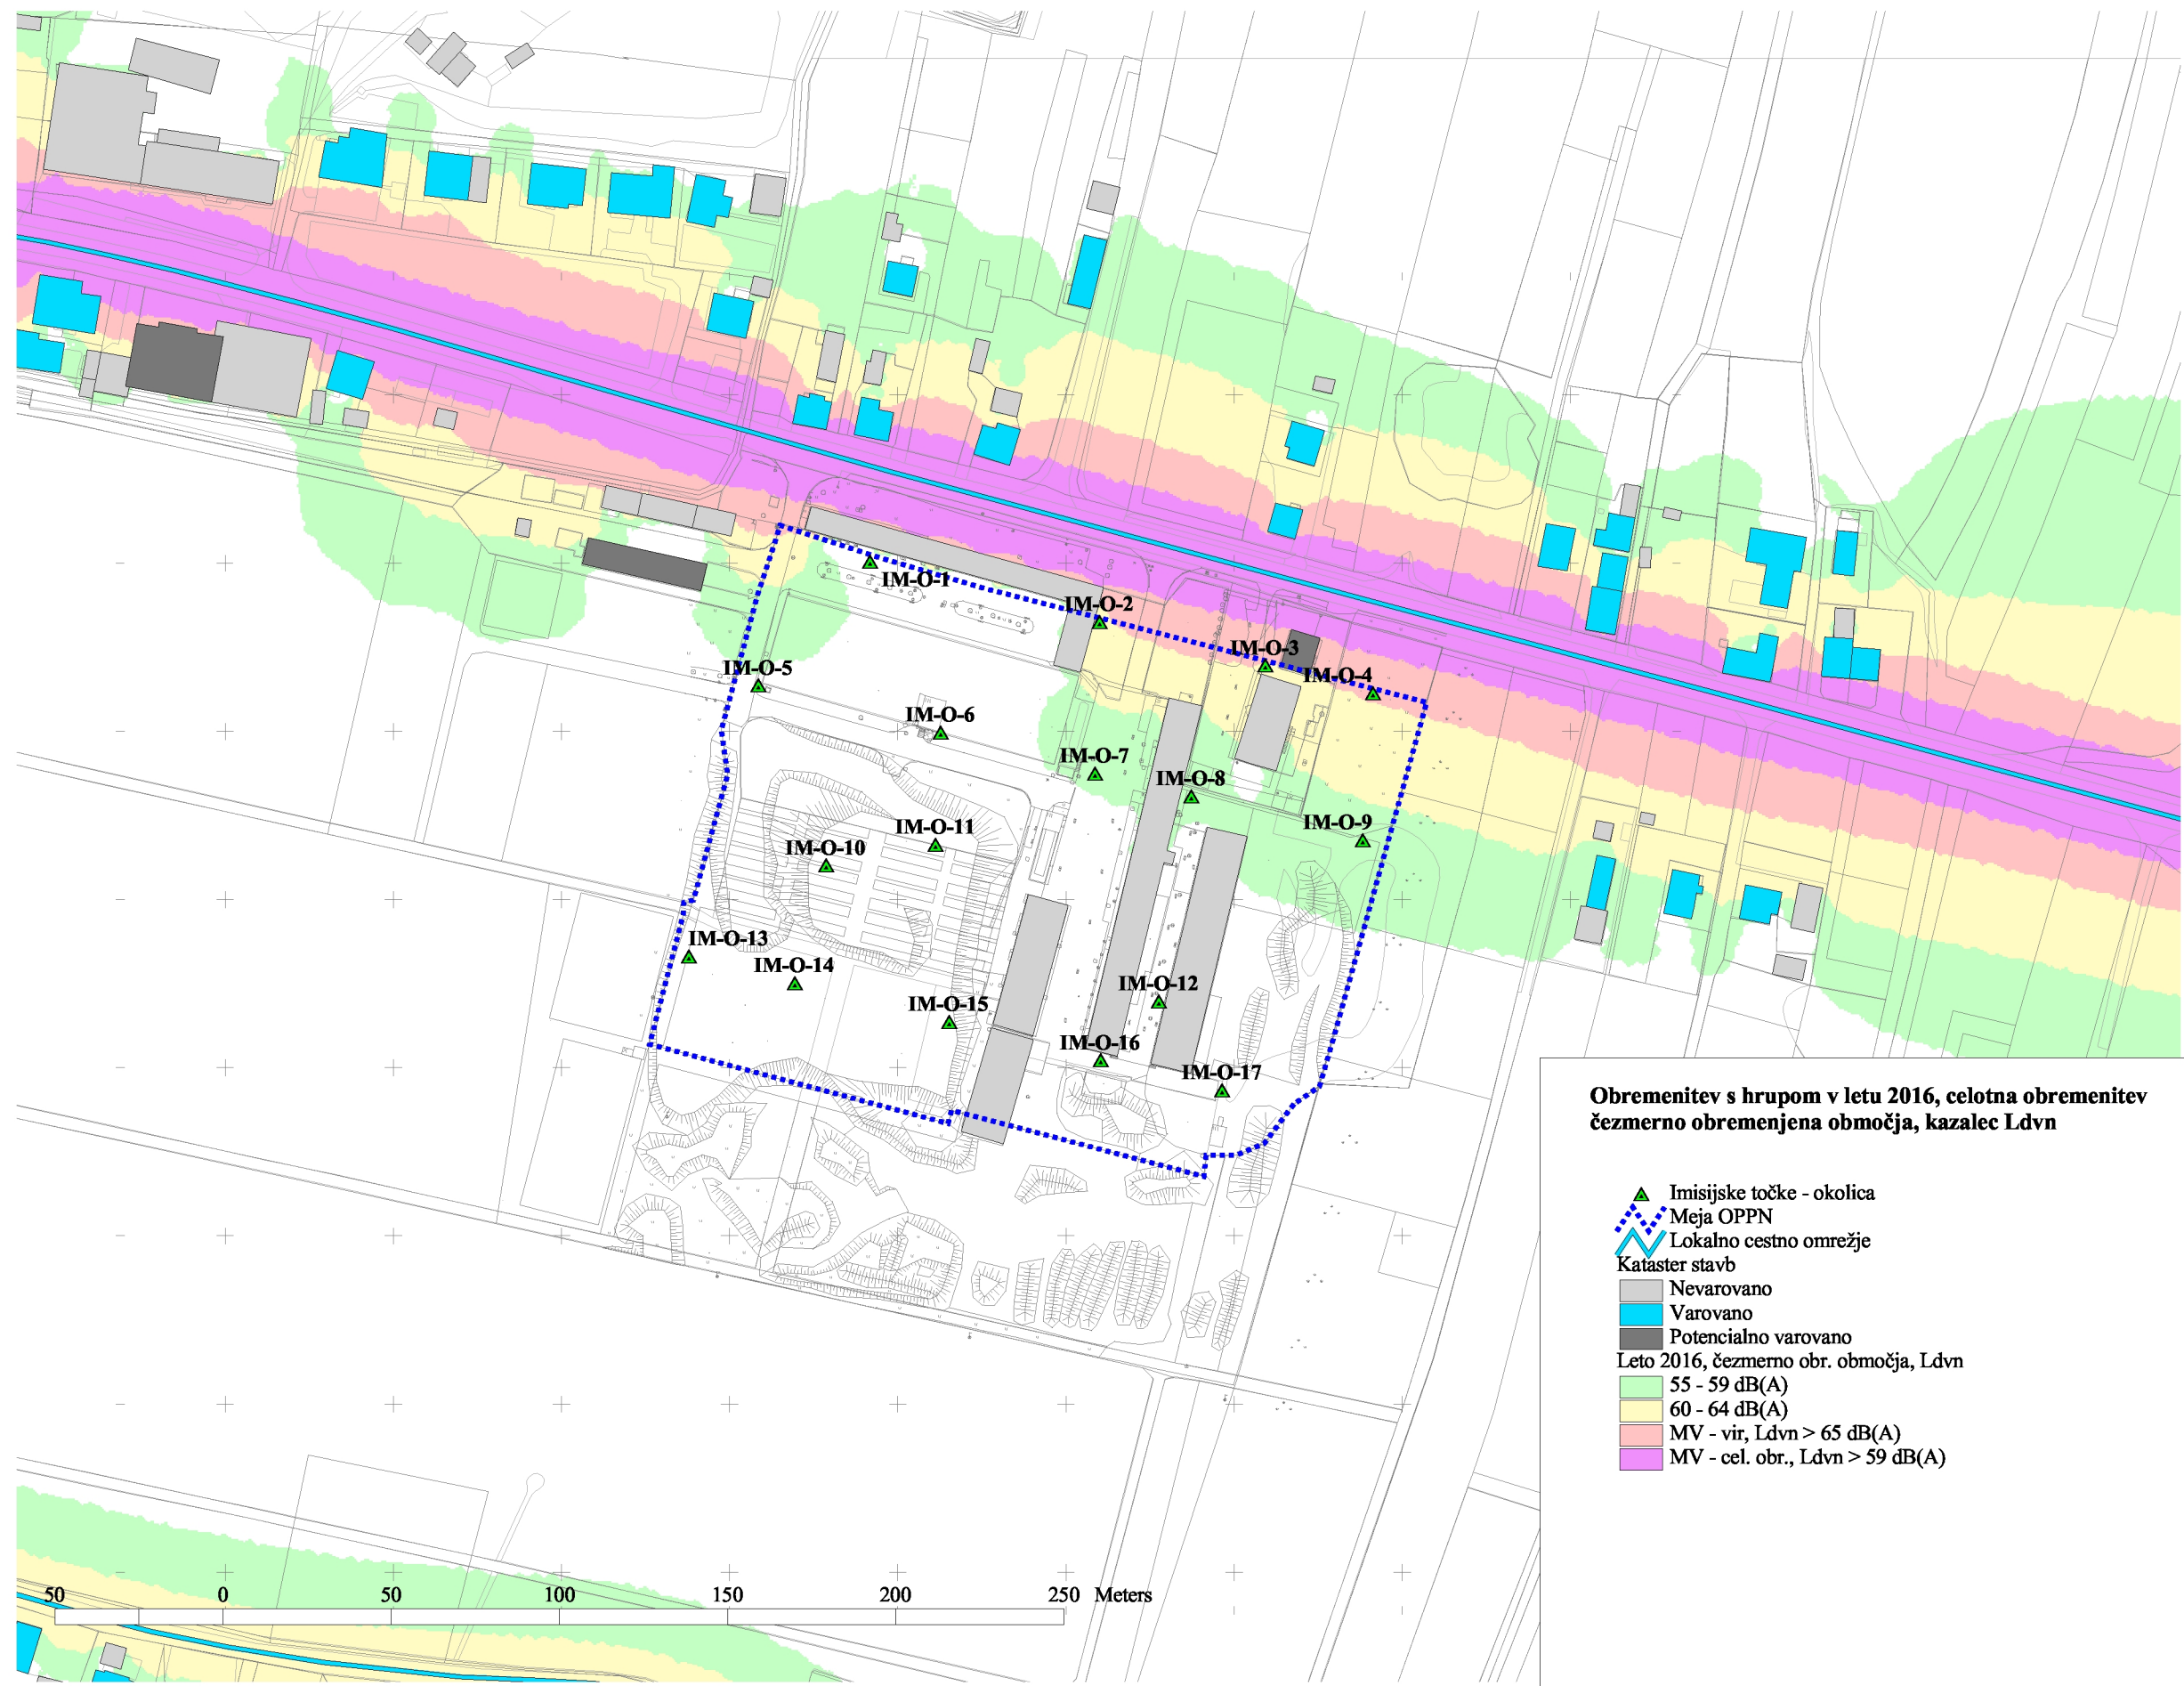 IM-O-1
IM-O-2
IM-O-3
IM-O-4
IM-O-5
IM-O-6
IM-O-7
IM-O-8
IM-O-9
IM-O-11
IM-O-10
IM-O-13
IM-O-14
IM-O-12
IM-O-15
IM-O-16
IM-O-17
Obremenitev s hrupom v letu 2016, celotna obremenitev
čezmerno obremenjena območja, kazalec Ldvn
Imisijske točke - okolica
Meja OPPN
Lokalno cestno omrežje
Kataster stavb
Nevarovano
Varovano
Potencialno varovano
Leto 2016, čezmerno obr. območja, Ldvn
55 - 59 dB(A)
60 - 64 dB(A)
MV - vir, Ldvn > 65 dB(A)
MV - cel. obr., Ldvn > 59 dB(A)
50 0 50 100 150 200 250 Meters